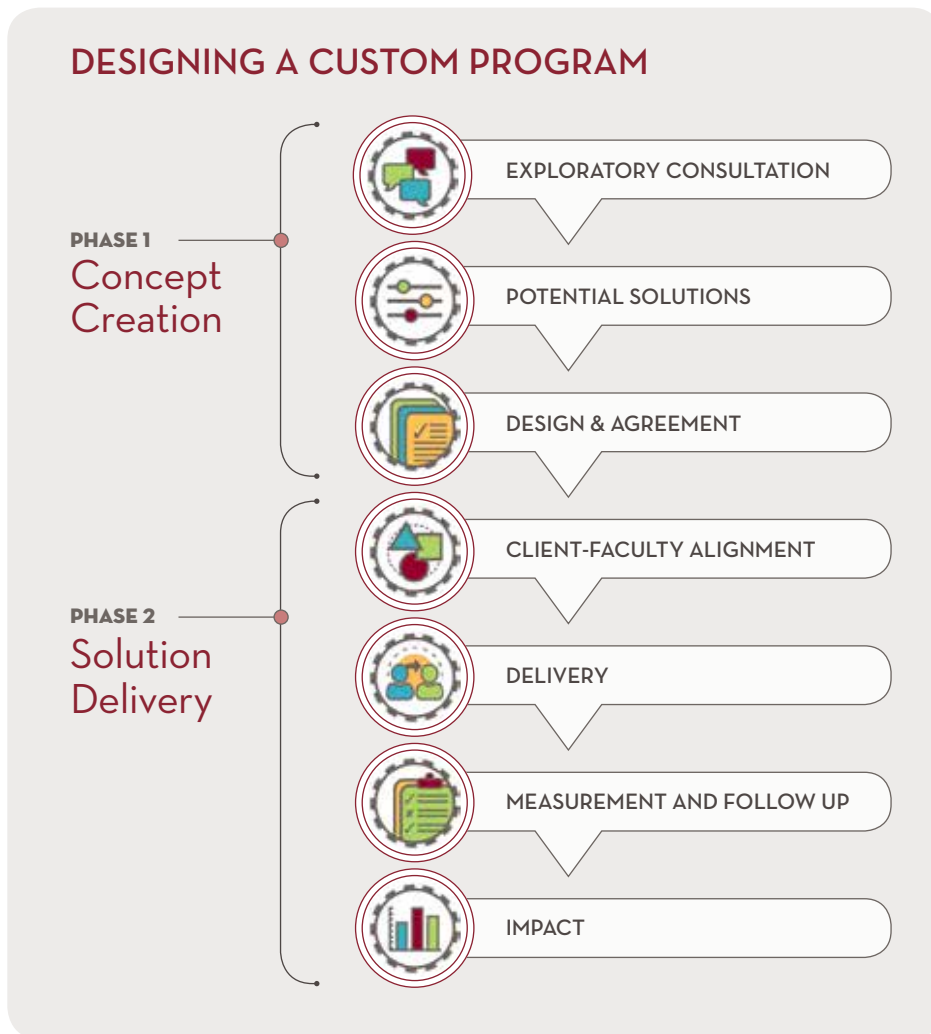 DESIGNING A CUSTOM PROGRAM
PHASE 1
Concept
Creation
EXPLORATORY CONSULTATION
POTENTIAL SOLUTIONS
DESIGN & AGREEMENT
PHASE 2
Solution
Delivery
CLIENT-FACULTY ALIGNMENT
DELIVERY
MEASUREMENT AND FOLLOW UP
IMPACT